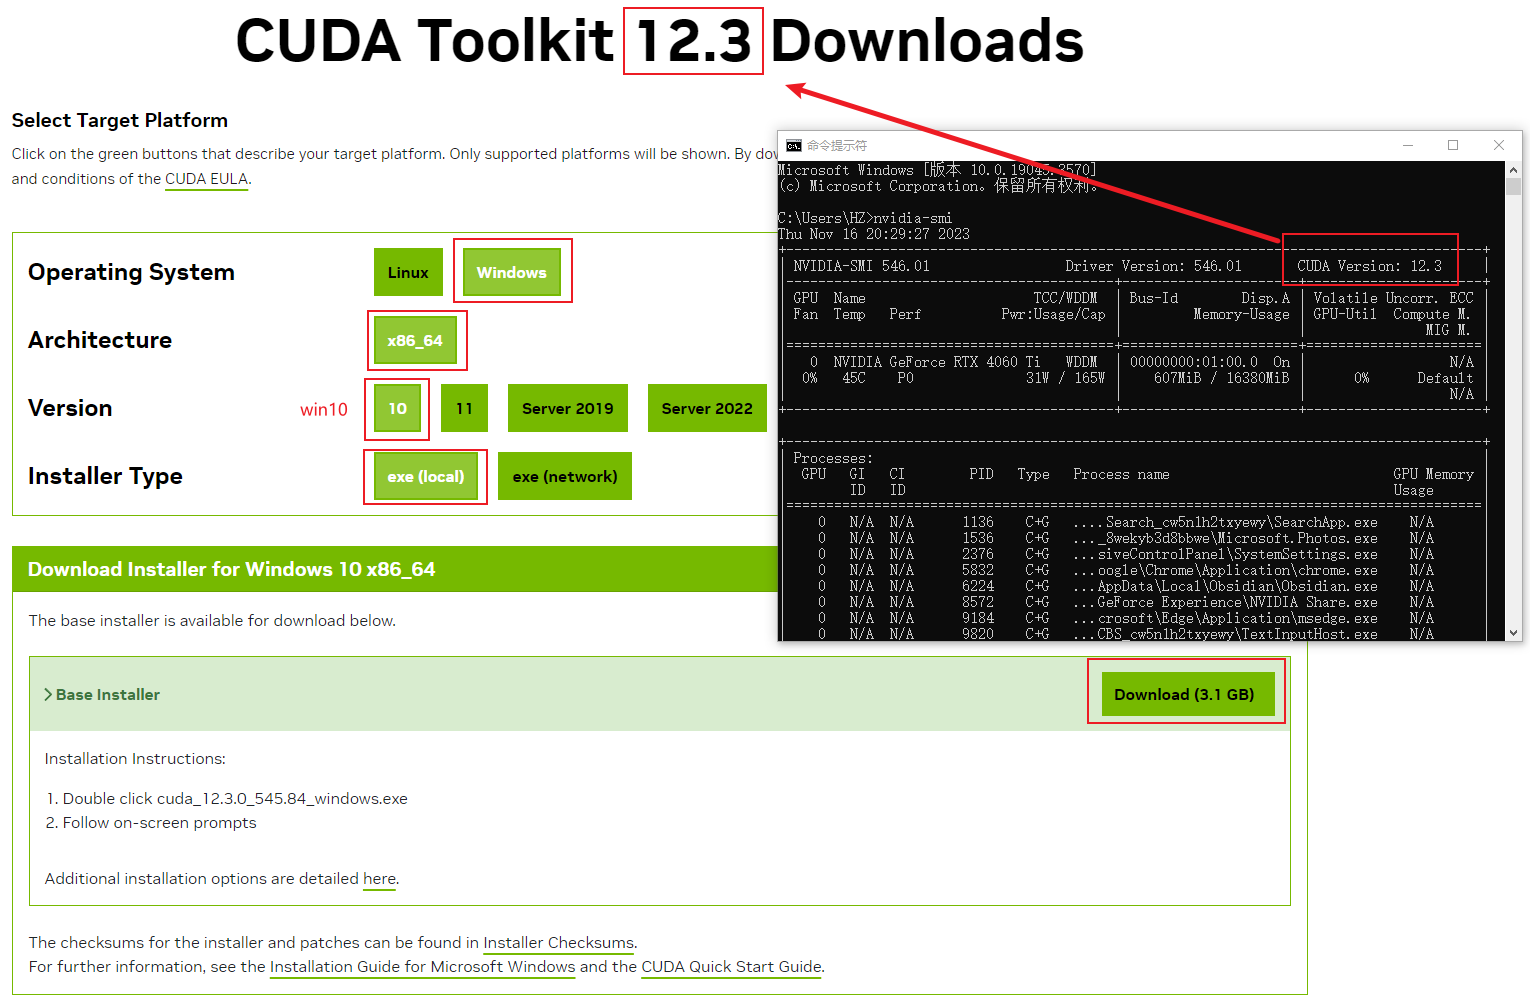 CUDA Toolkit 12.3 Downloads
Select Target Platform
Click on the green buttons that describe your target platform. Only supported platforms will be shown. By dow
and conditions of the CUDA EULA.
Operating System
Linux
Windows
Architecture
x86_64
Version
win10
10
11
Server 2019
Server 2022
Installer Type
exe (local)
exe (network)
Download Installer for Windows 10 x86_64
The base installer is available for download below.
Base Installer
Download (3.1 GB)
Installation Instructions:
1. Double click cuda_12.3.0_545.84_windows.exe
2. Follow on-screen prompts
Additional installation options are detailed here.
The checksums for the installer and patches can be found in Installer Checksums.
For further information, see the Installation Guide for Microsoft Windows and the CUDA Quick Start Guide.
命令提示符
Microsoft Windows [版本 10.0.19045.3570]
(c) Microsoft Corporation。保留所有权利。
C:\Users\HZ>nvidia-smi
Thu Nov 16 20:29:27 2023
NVIDIA-SMI 546.01 Driver Version: 546.01 CUDA Version: 12.3
GPU Name TCC/WDDM | Bus-Id Disp.A | Volatile Uncorr. ECC
Fan Temp Perf Pwr:Usage/Cap | Memory-Usage | GPU-Util Compute M.
MIG M.
0 NVIDIA GeForce RTX 4060 Ti WDDM | 00000000:01:00.0 On | N/A
0% 45C P0 31W / 165W | 607MiB / 16380MiB | 0% Default
N/A
Processes:
GPU GI CI PID Type Process name GPU Memory
ID ID Usage
0 N/A N/A 1136 C+G ....Search_cw5n1h2txyewy\SearchApp.exe N/A
0 N/A N/A 1536 C+G ..._8wekyb3d8bbwe\Microsoft.Photos.exe N/A
0 N/A N/A 2376 C+G ...siveControlPanel\SystemSettings.exe N/A
0 N/A N/A 5832 C+G ...oogle\Chrome\Application\chrome.exe N/A
0 N/A N/A 6224 C+G ...AppData\Local\Obsidian\Obsidian.exe N/A
0 N/A N/A 8572 C+G ...GeForce Experience\NVIDIA Share.exe N/A
0 N/A N/A 9184 C+G ...crosoft\Edge\Application\msedge.exe N/A
0 N/A N/A 9820 C+G ...CBS_cw5n1h2txyewy\TextInputHost.exe N/A